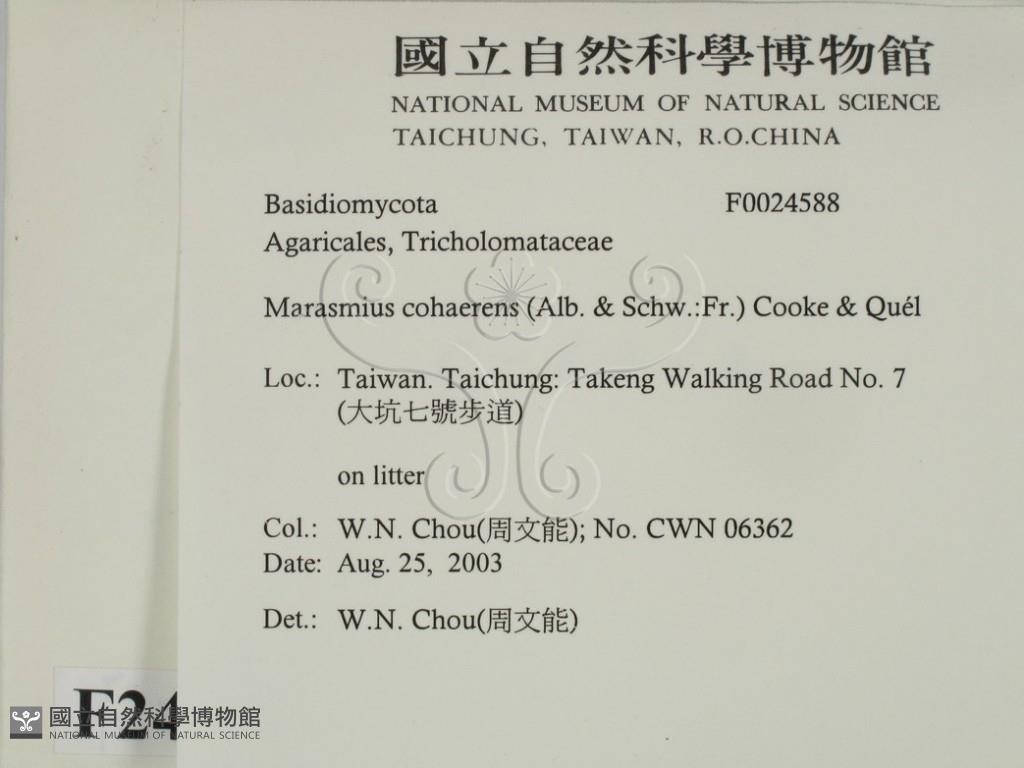 國立自然科學博物館
NATIONAL MUSEUM OF NATURAL SCIENCE
TAICHUNG, TAIWAN, R.O.CHINA
Basidiomycota F0024588
Agaricales, Tricholomataceae
Marasmius cohaerens (Alb. & Schw.:Fr.) Cooke & Quél
Loc.: Taiwan. Taichung: Takeng Walking Road No. 7
(大坑七號步道)
on litter
Col.: W.N. Chou(周文能); No. CWN 06362
Date: Aug. 25, 2003
Det.: W.N. Chou(周文能)
F24
國立自然科學博物館
NATIONAL MUSEUM OF NATURAL SCIENCE